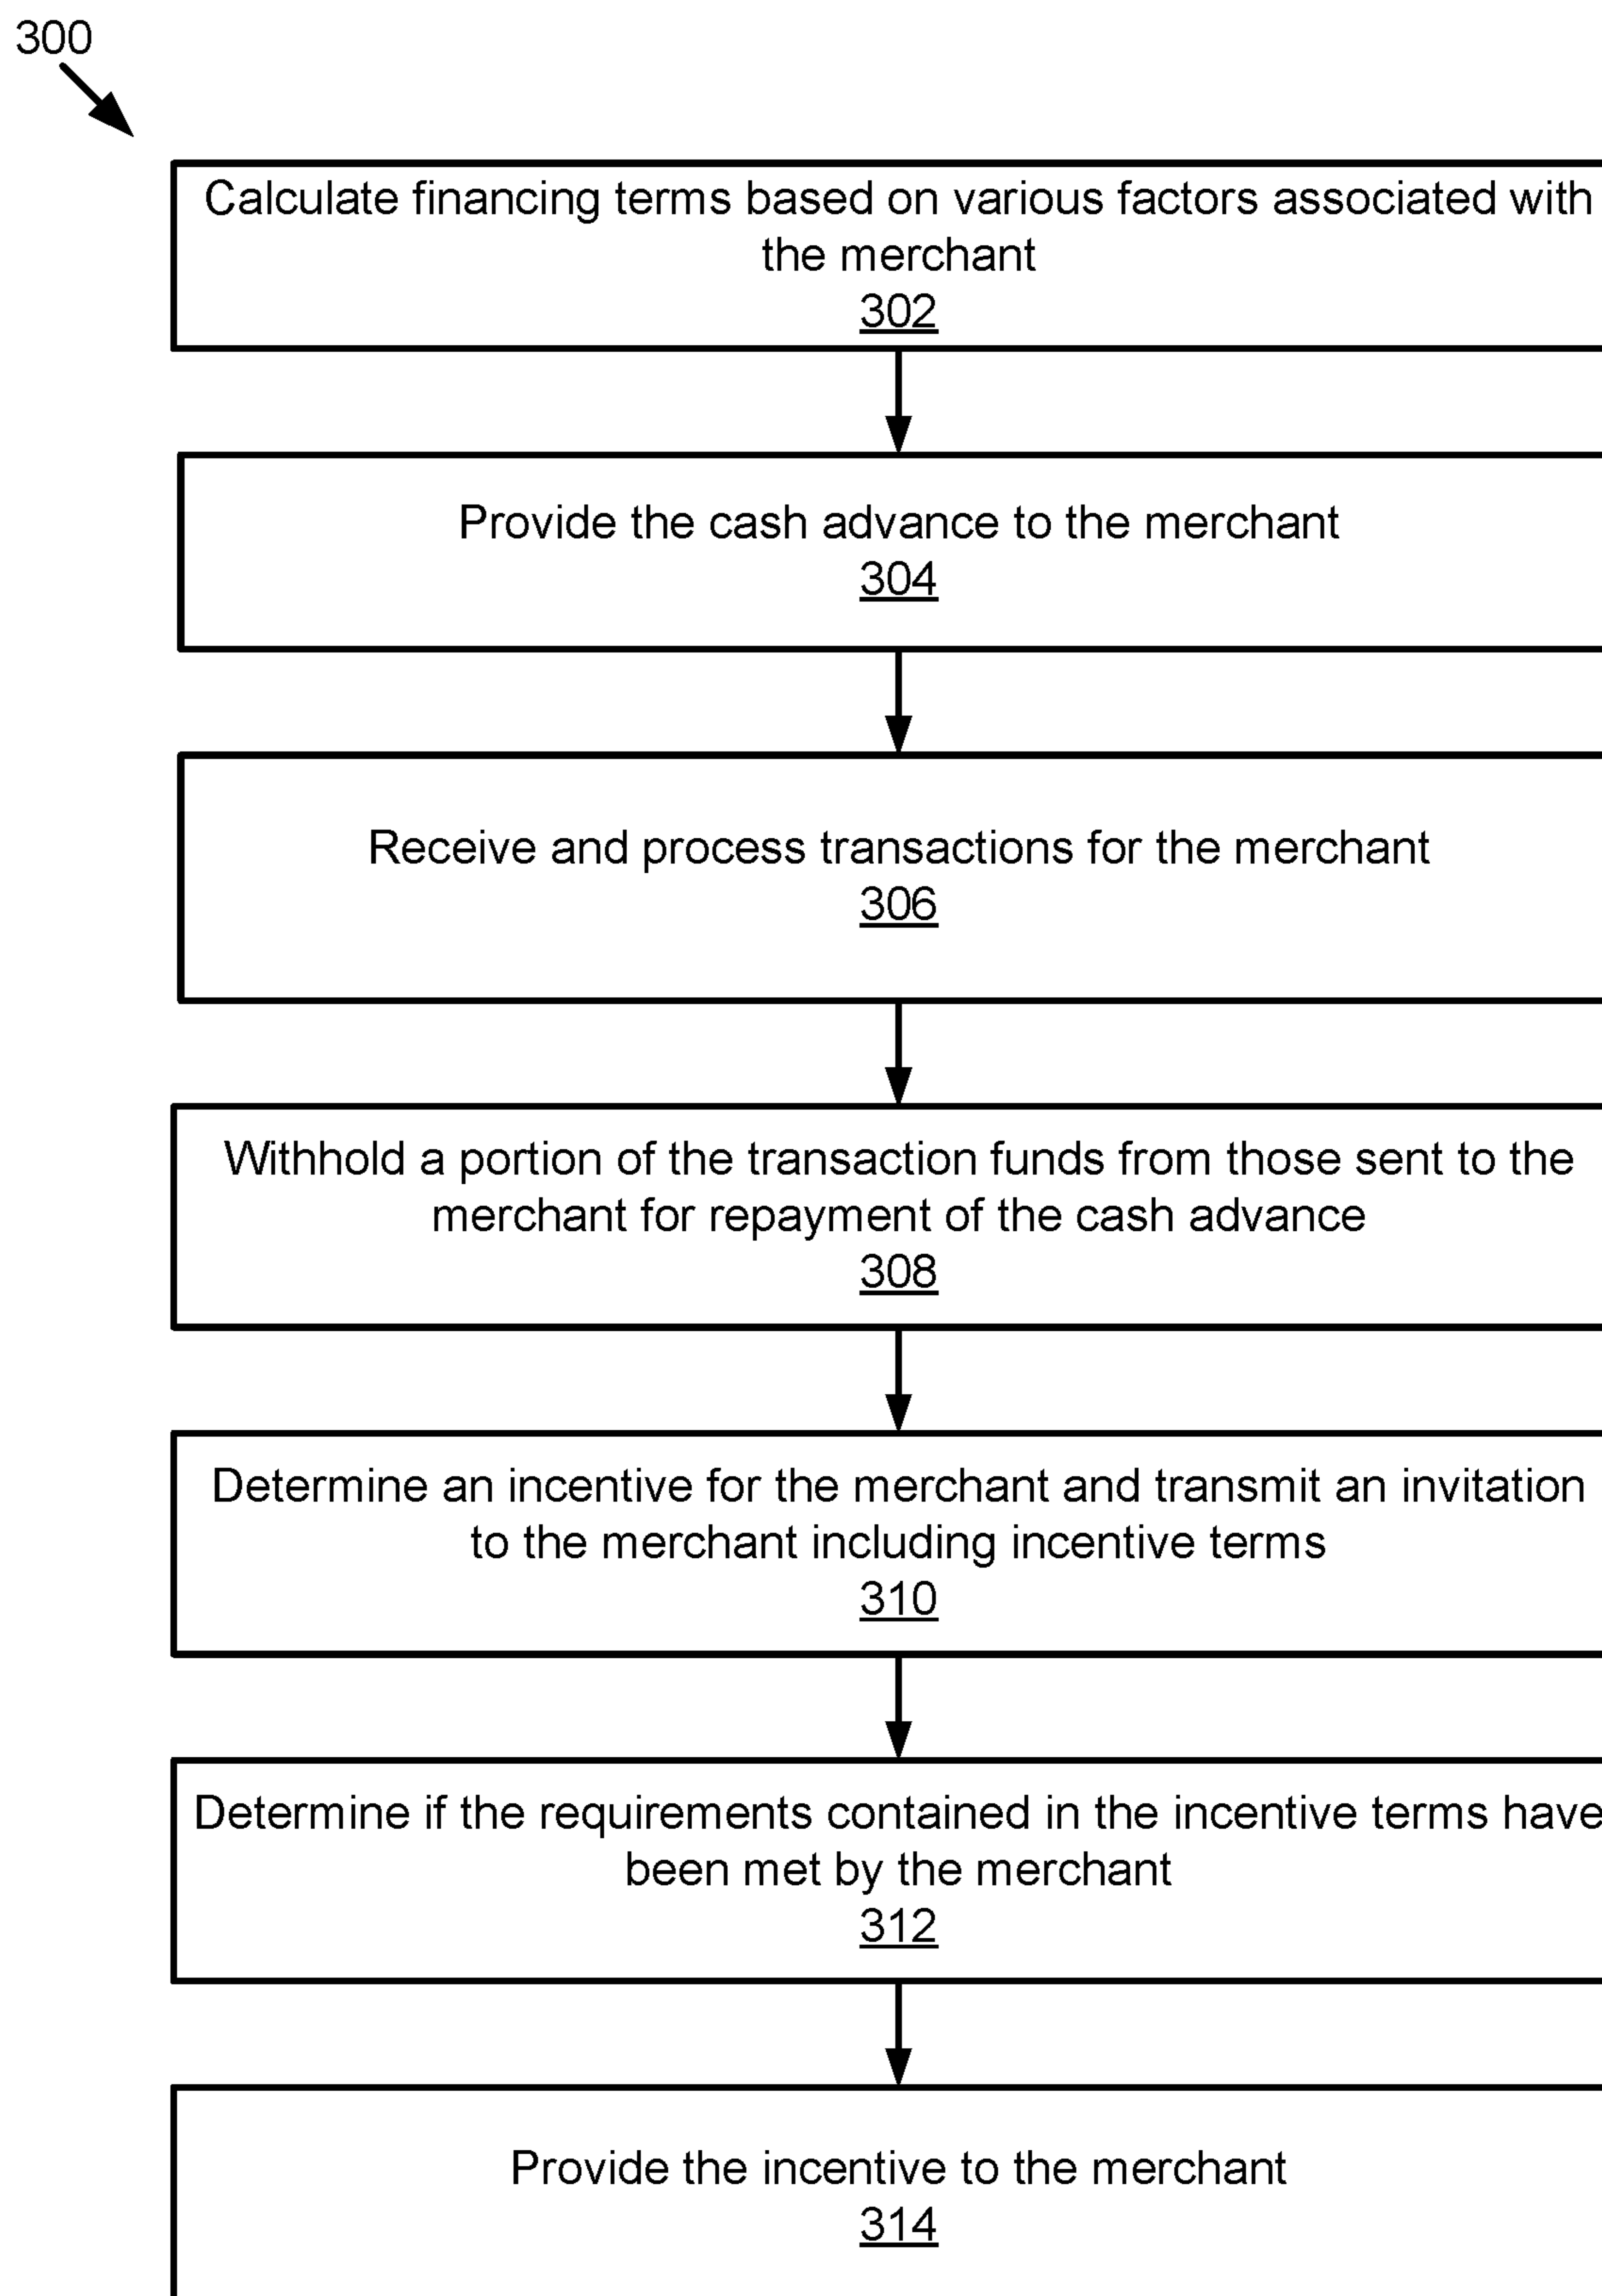 300
Calculate financing terms based on various factors associated with
the merchant
302
Provide the cash advance to the merchant
304
Receive and process transactions for the merchant
306
Withhold a portion of the transaction funds from those sent to the
merchant for repayment of the cash advance
308
Determine an incentive for the merchant and transmit an invitation
to the merchant including incentive terms
310
Determine if the requirements contained in the incentive terms have
been met by the merchant
312
Provide the incentive to the merchant
314